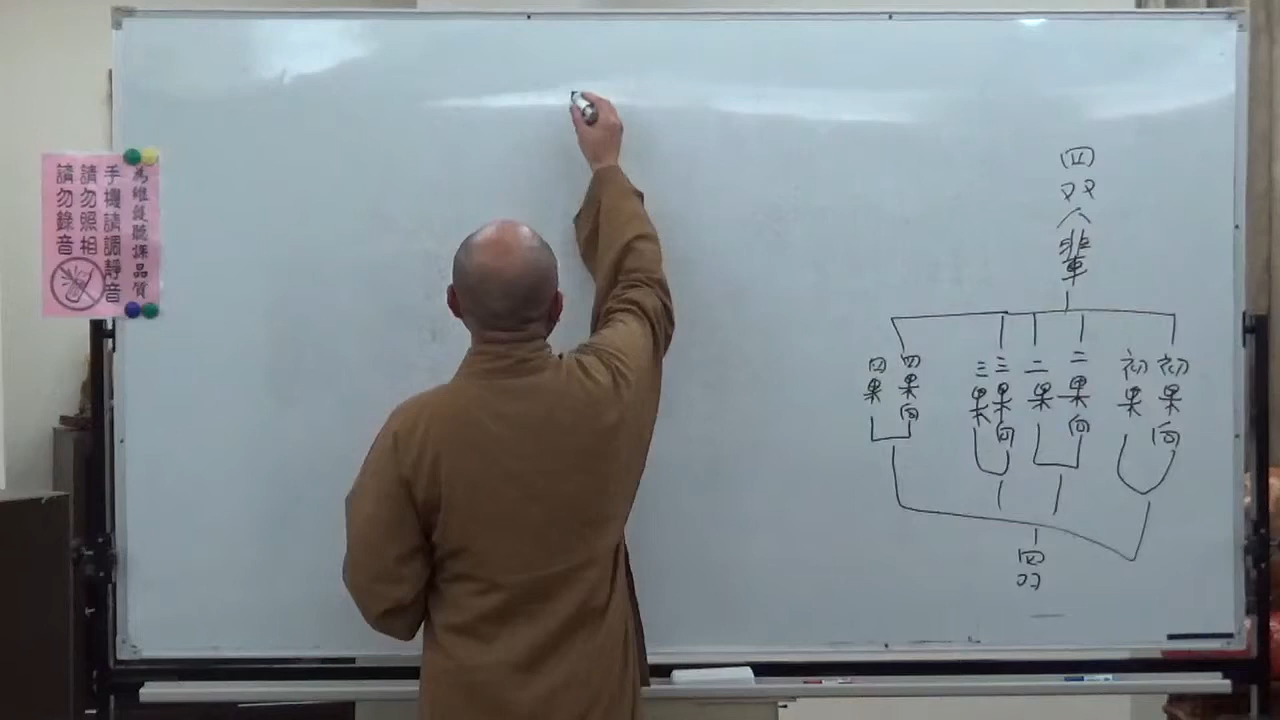 四双八輩
初果向
初果
二果向
二果
三果向
三果
四果向
四果
四双
為維護聽課品質
手機請調靜音
請勿照相
請勿錄音